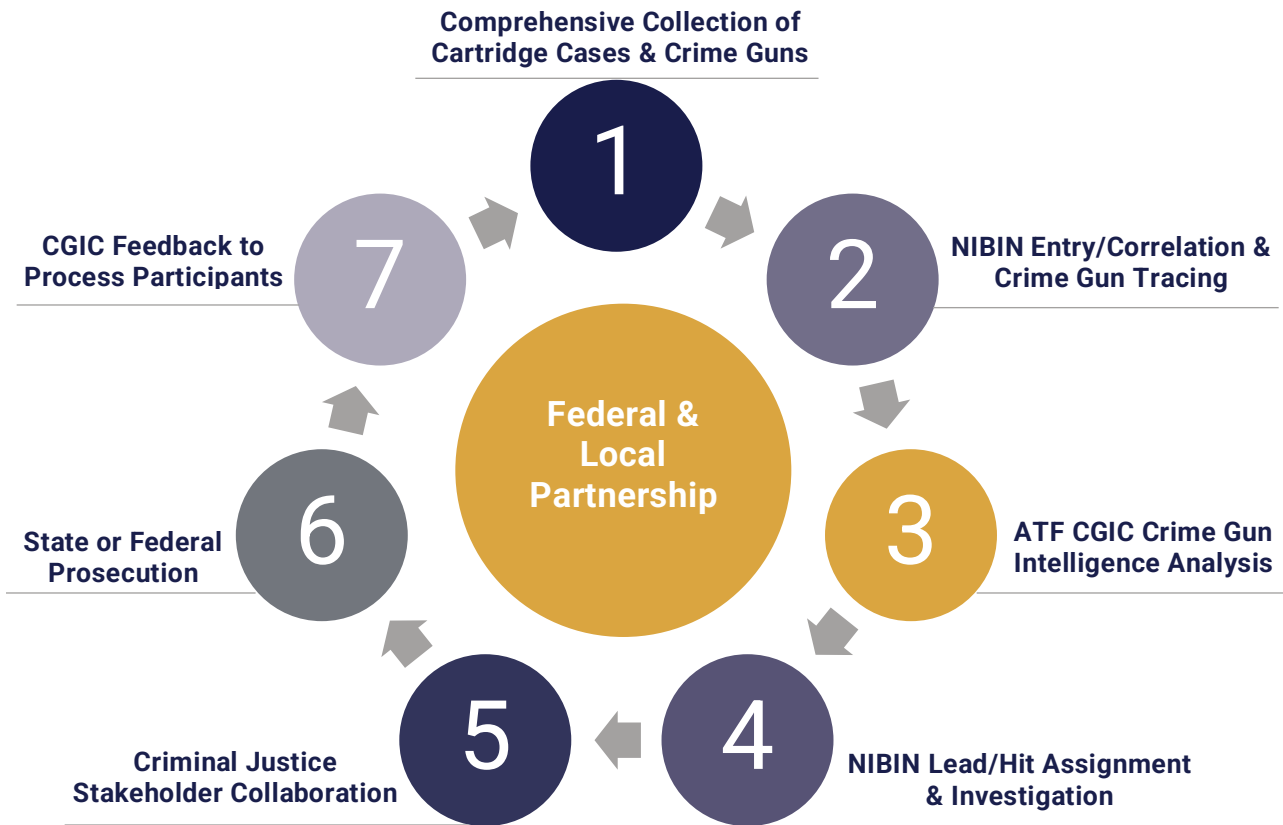 Comprehensive Collection of
Cartridge Cases & Crime Guns
1
2
NIBIN Entry/Correlation &
Crime Gun Tracing
3
ATF CGIC Crime Gun
Intelligence Analysis
4
NIBIN Lead/Hit Assignment
& Investigation
5
Criminal Justice
Stakeholder Collaboration
6
State or Federal
Prosecution
7
CGIC Feedback to
Process Participants
Federal &
Local
Partnership